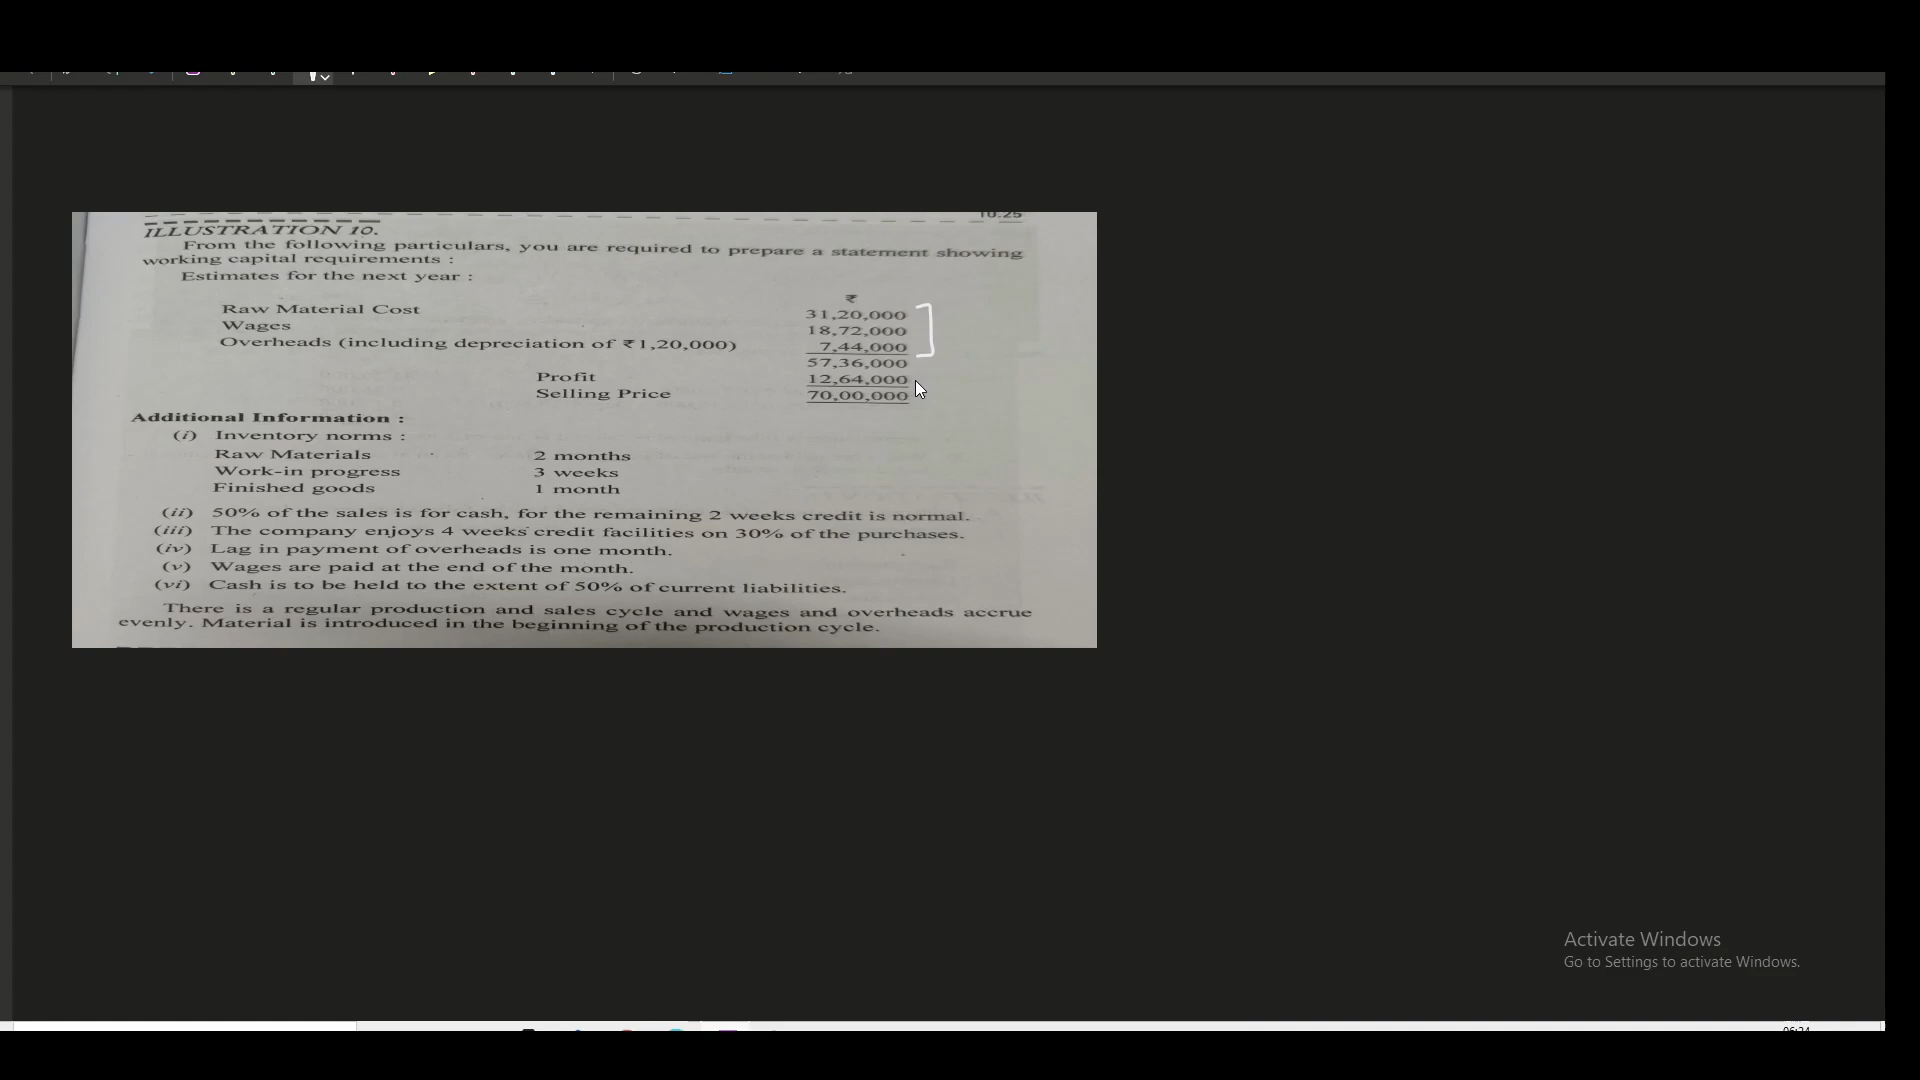 10.25
ILLUSTRATION 10.
From the following particulars, you are required to prepare a statement showing
working capital requirements :
Estimates for the next year :
₹
Raw Material Cost 31,20,000
Wages 18,72,000
Overheads (including depreciation of ₹1,20,000) 7,44,000
57,36,000
Profit 12,64,000
Selling Price 70,00,000
Additional Information :
(i) Inventory norms :
Raw Materials 2 months
Work-in progress 3 weeks
Finished goods 1 month
(ii) 50% of the sales is for cash, for the remaining 2 weeks credit is normal.
(iii) The company enjoys 4 weeks credit facilities on 30% of the purchases.
(iv) Lag in payment of overheads is one month.
(v) Wages are paid at the end of the month.
(vi) Cash is to be held to the extent of 50% of current liabilities.
There is a regular production and sales cycle and wages and overheads accrue
evenly. Material is introduced in the beginning of the production cycle.
Activate Windows
Go to Settings to activate Windows.